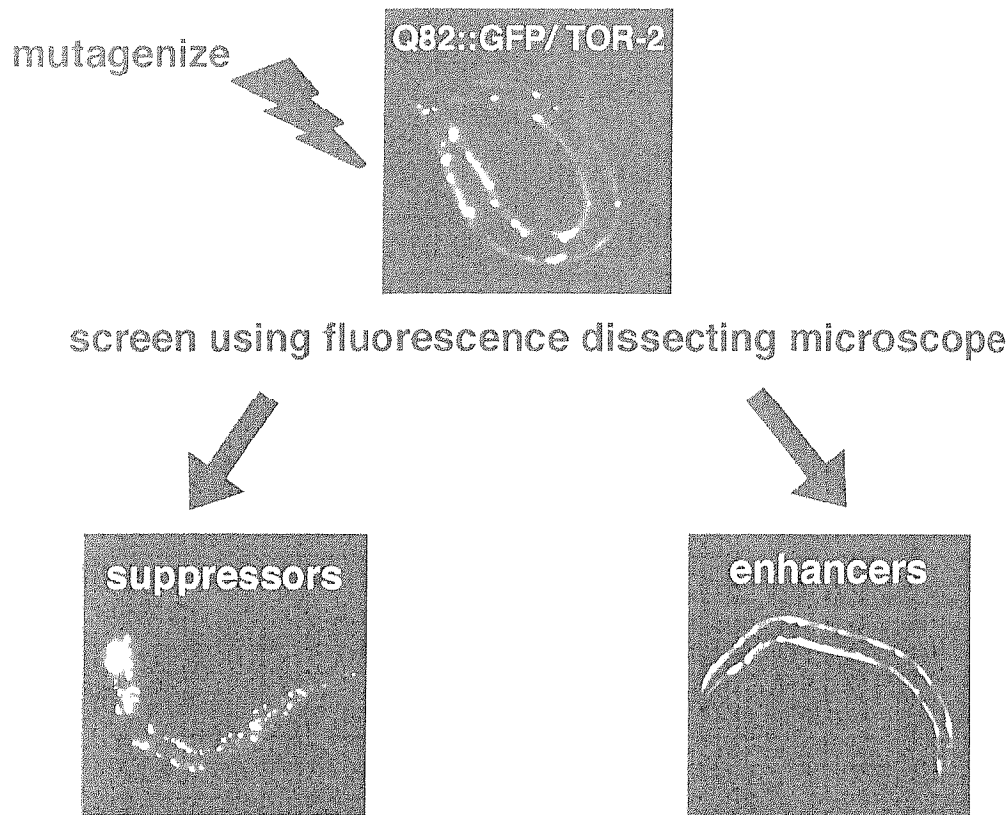 Q82::GFP/ TOR-2
mutagenize
screen using fluorescence dissecting microscope
suppressors
enhancers